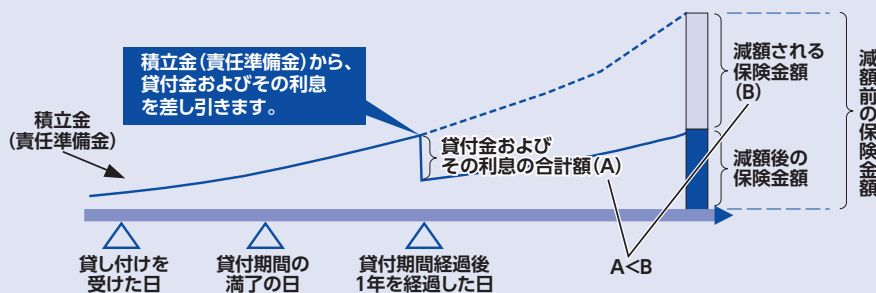 積立金(責任準備金)から、
貸付金およびその利息
を差し引きます。
積立金
(責任準備金)
貸付金および
その利息の合計額(A)
減額される
保険金額
(B)
減額後の
保険金額
減額前の保険金額
貸し付けを
受けた日
貸付期間の
満了の日
貸付期間経過後
1年を経過した日
A<B